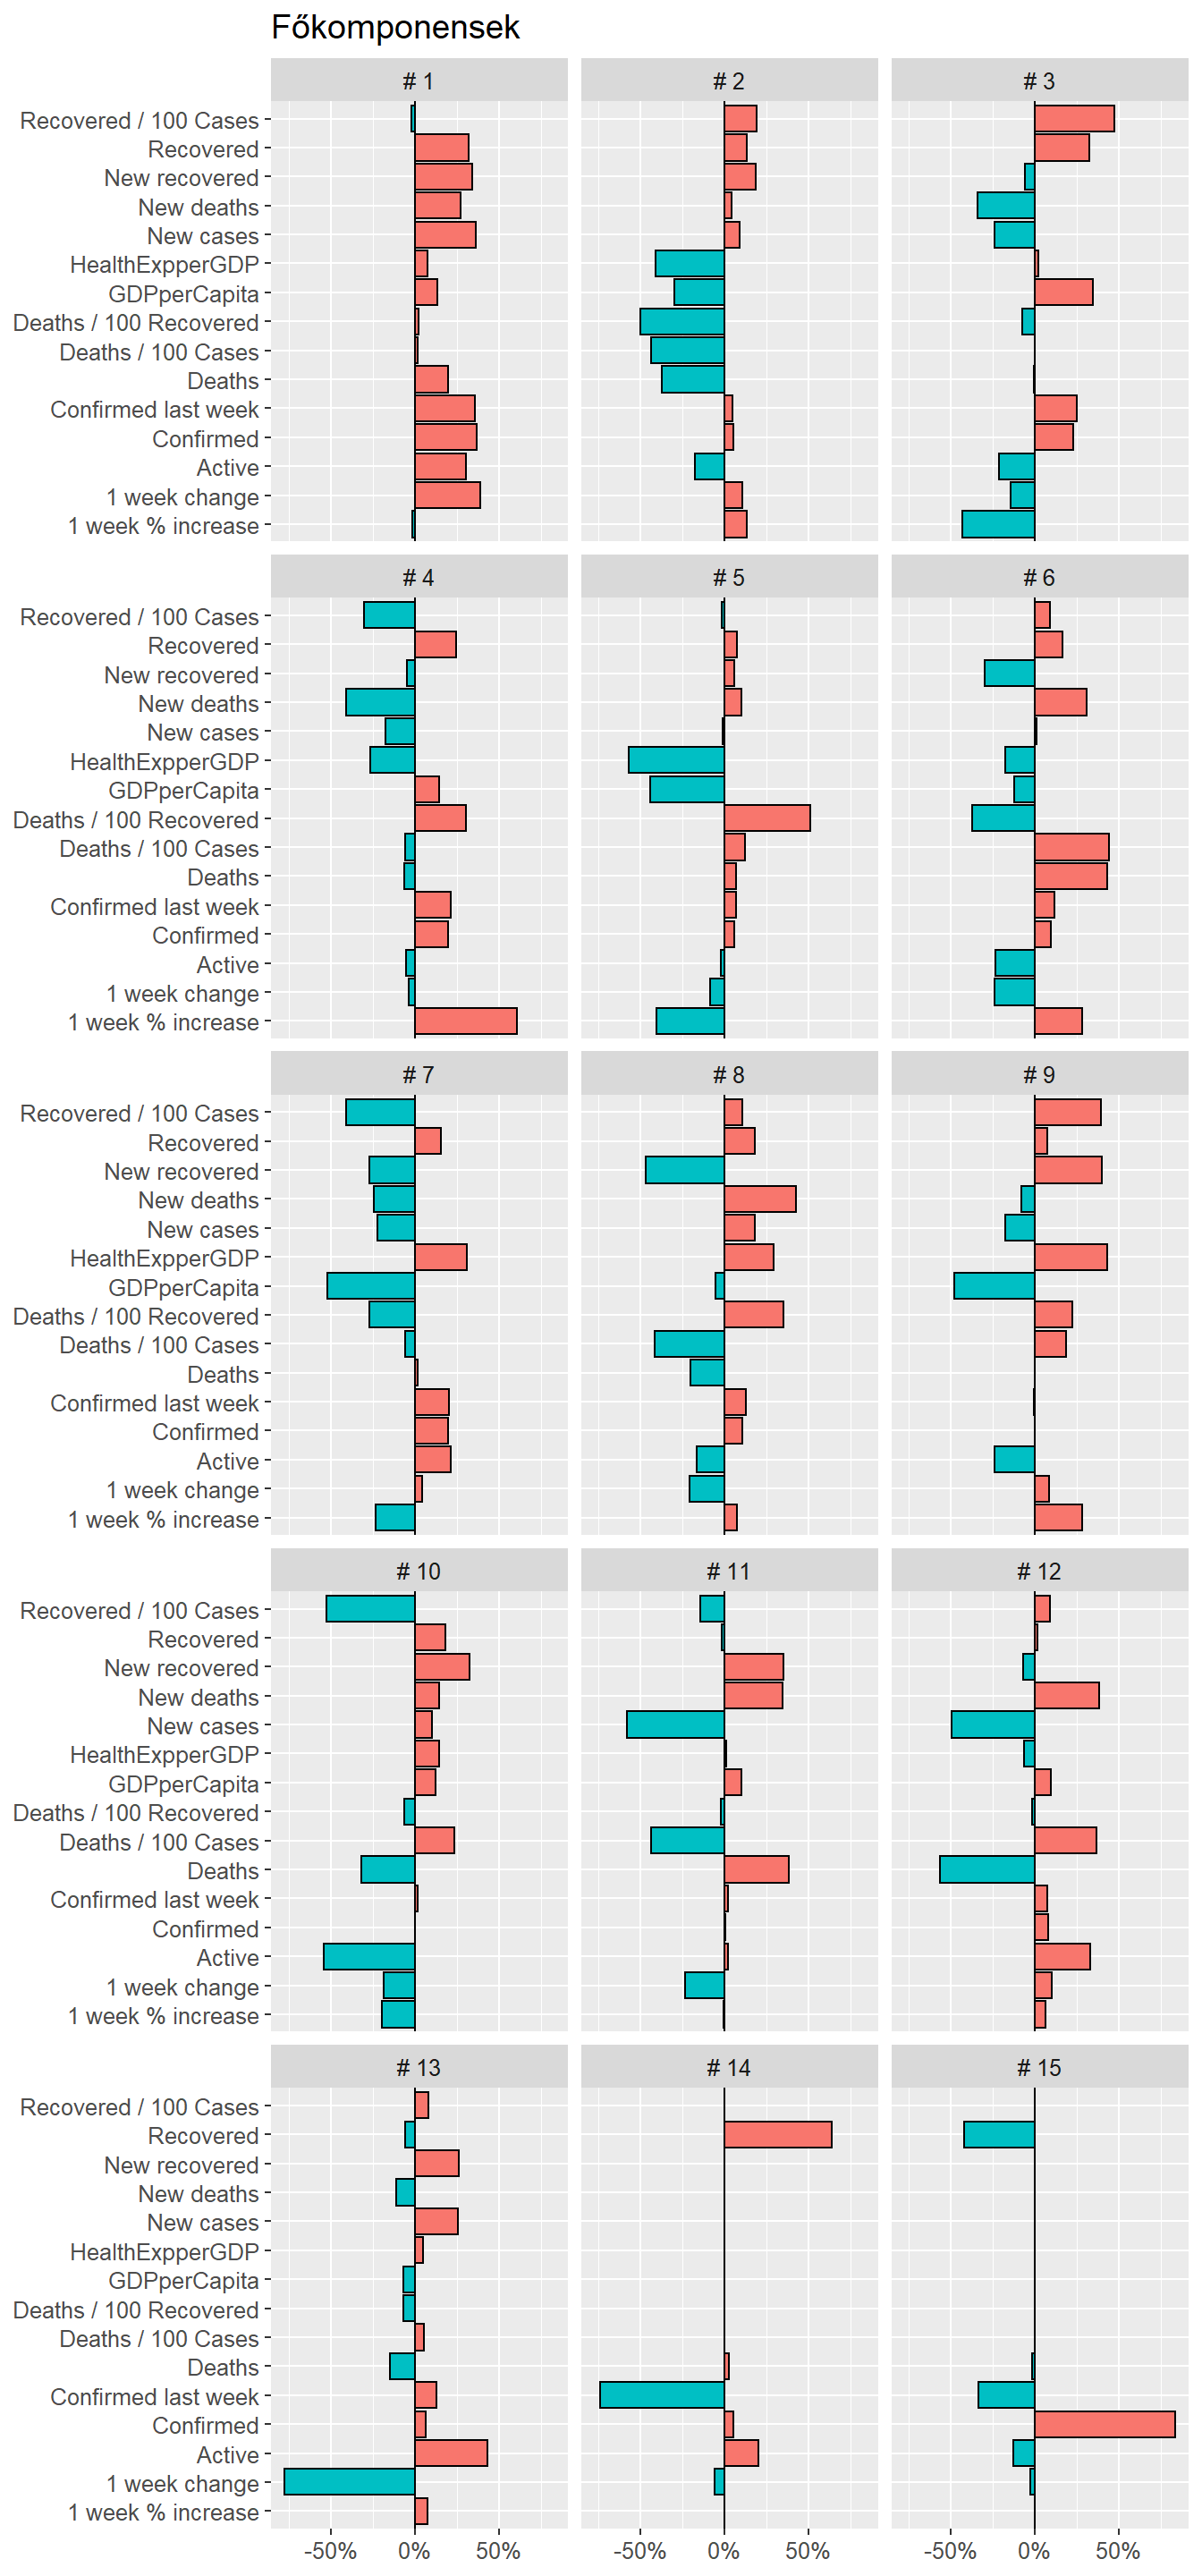 Főkomponensek
# 1
# 2
# 3
Recovered / 100 Cases
Recovered
New recovered
New deaths
New cases
HealthExpperGDP
GDPperCapita
Deaths / 100 Recovered
Deaths / 100 Cases
Deaths
Confirmed last week
Confirmed
Active
1 week change
1 week % increase
# 4
# 5
# 6
Recovered / 100 Cases
Recovered
New recovered
New deaths
New cases
HealthExpperGDP
GDPperCapita
Deaths / 100 Recovered
Deaths / 100 Cases
Deaths
Confirmed last week
Confirmed
Active
1 week change
1 week % increase
# 7
# 8
# 9
Recovered / 100 Cases
Recovered
New recovered
New deaths
New cases
HealthExpperGDP
GDPperCapita
Deaths / 100 Recovered
Deaths / 100 Cases
Deaths
Confirmed last week
Confirmed
Active
1 week change
1 week % increase
# 10
# 11
# 12
Recovered / 100 Cases
Recovered
New recovered
New deaths
New cases
HealthExpperGDP
GDPperCapita
Deaths / 100 Recovered
Deaths / 100 Cases
Deaths
Confirmed last week
Confirmed
Active
1 week change
1 week % increase
# 13
# 14
# 15
Recovered / 100 Cases
Recovered
New recovered
New deaths
New cases
HealthExpperGDP
GDPperCapita
Deaths / 100 Recovered
Deaths / 100 Cases
Deaths
Confirmed last week
Confirmed
Active
1 week change
1 week % increase
-50% 0% 50%
-50% 0% 50%
-50% 0% 50%